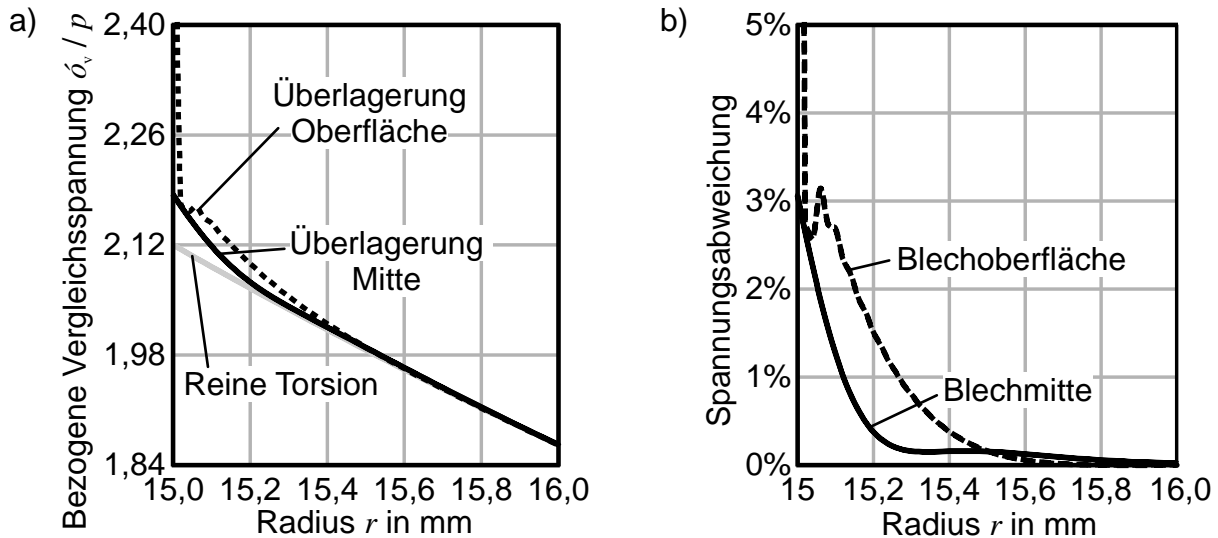 a)
Bezogene Vergleichsspannung σ́ᵥ / p
2,40
2,26
2,12
1,98
1,84
Überlagerung
Oberfläche
Überlagerung
Mitte
Reine Torsion
15,0 15,2 15,4 15,6 15,8 16,0
Radius r in mm
b)
Spannungsabweichung
5%
4%
3%
2%
1%
0%
Blechoberfläche
Blechmitte
15 15,2 15,4 15,6 15,8 16,0
Radius r in mm